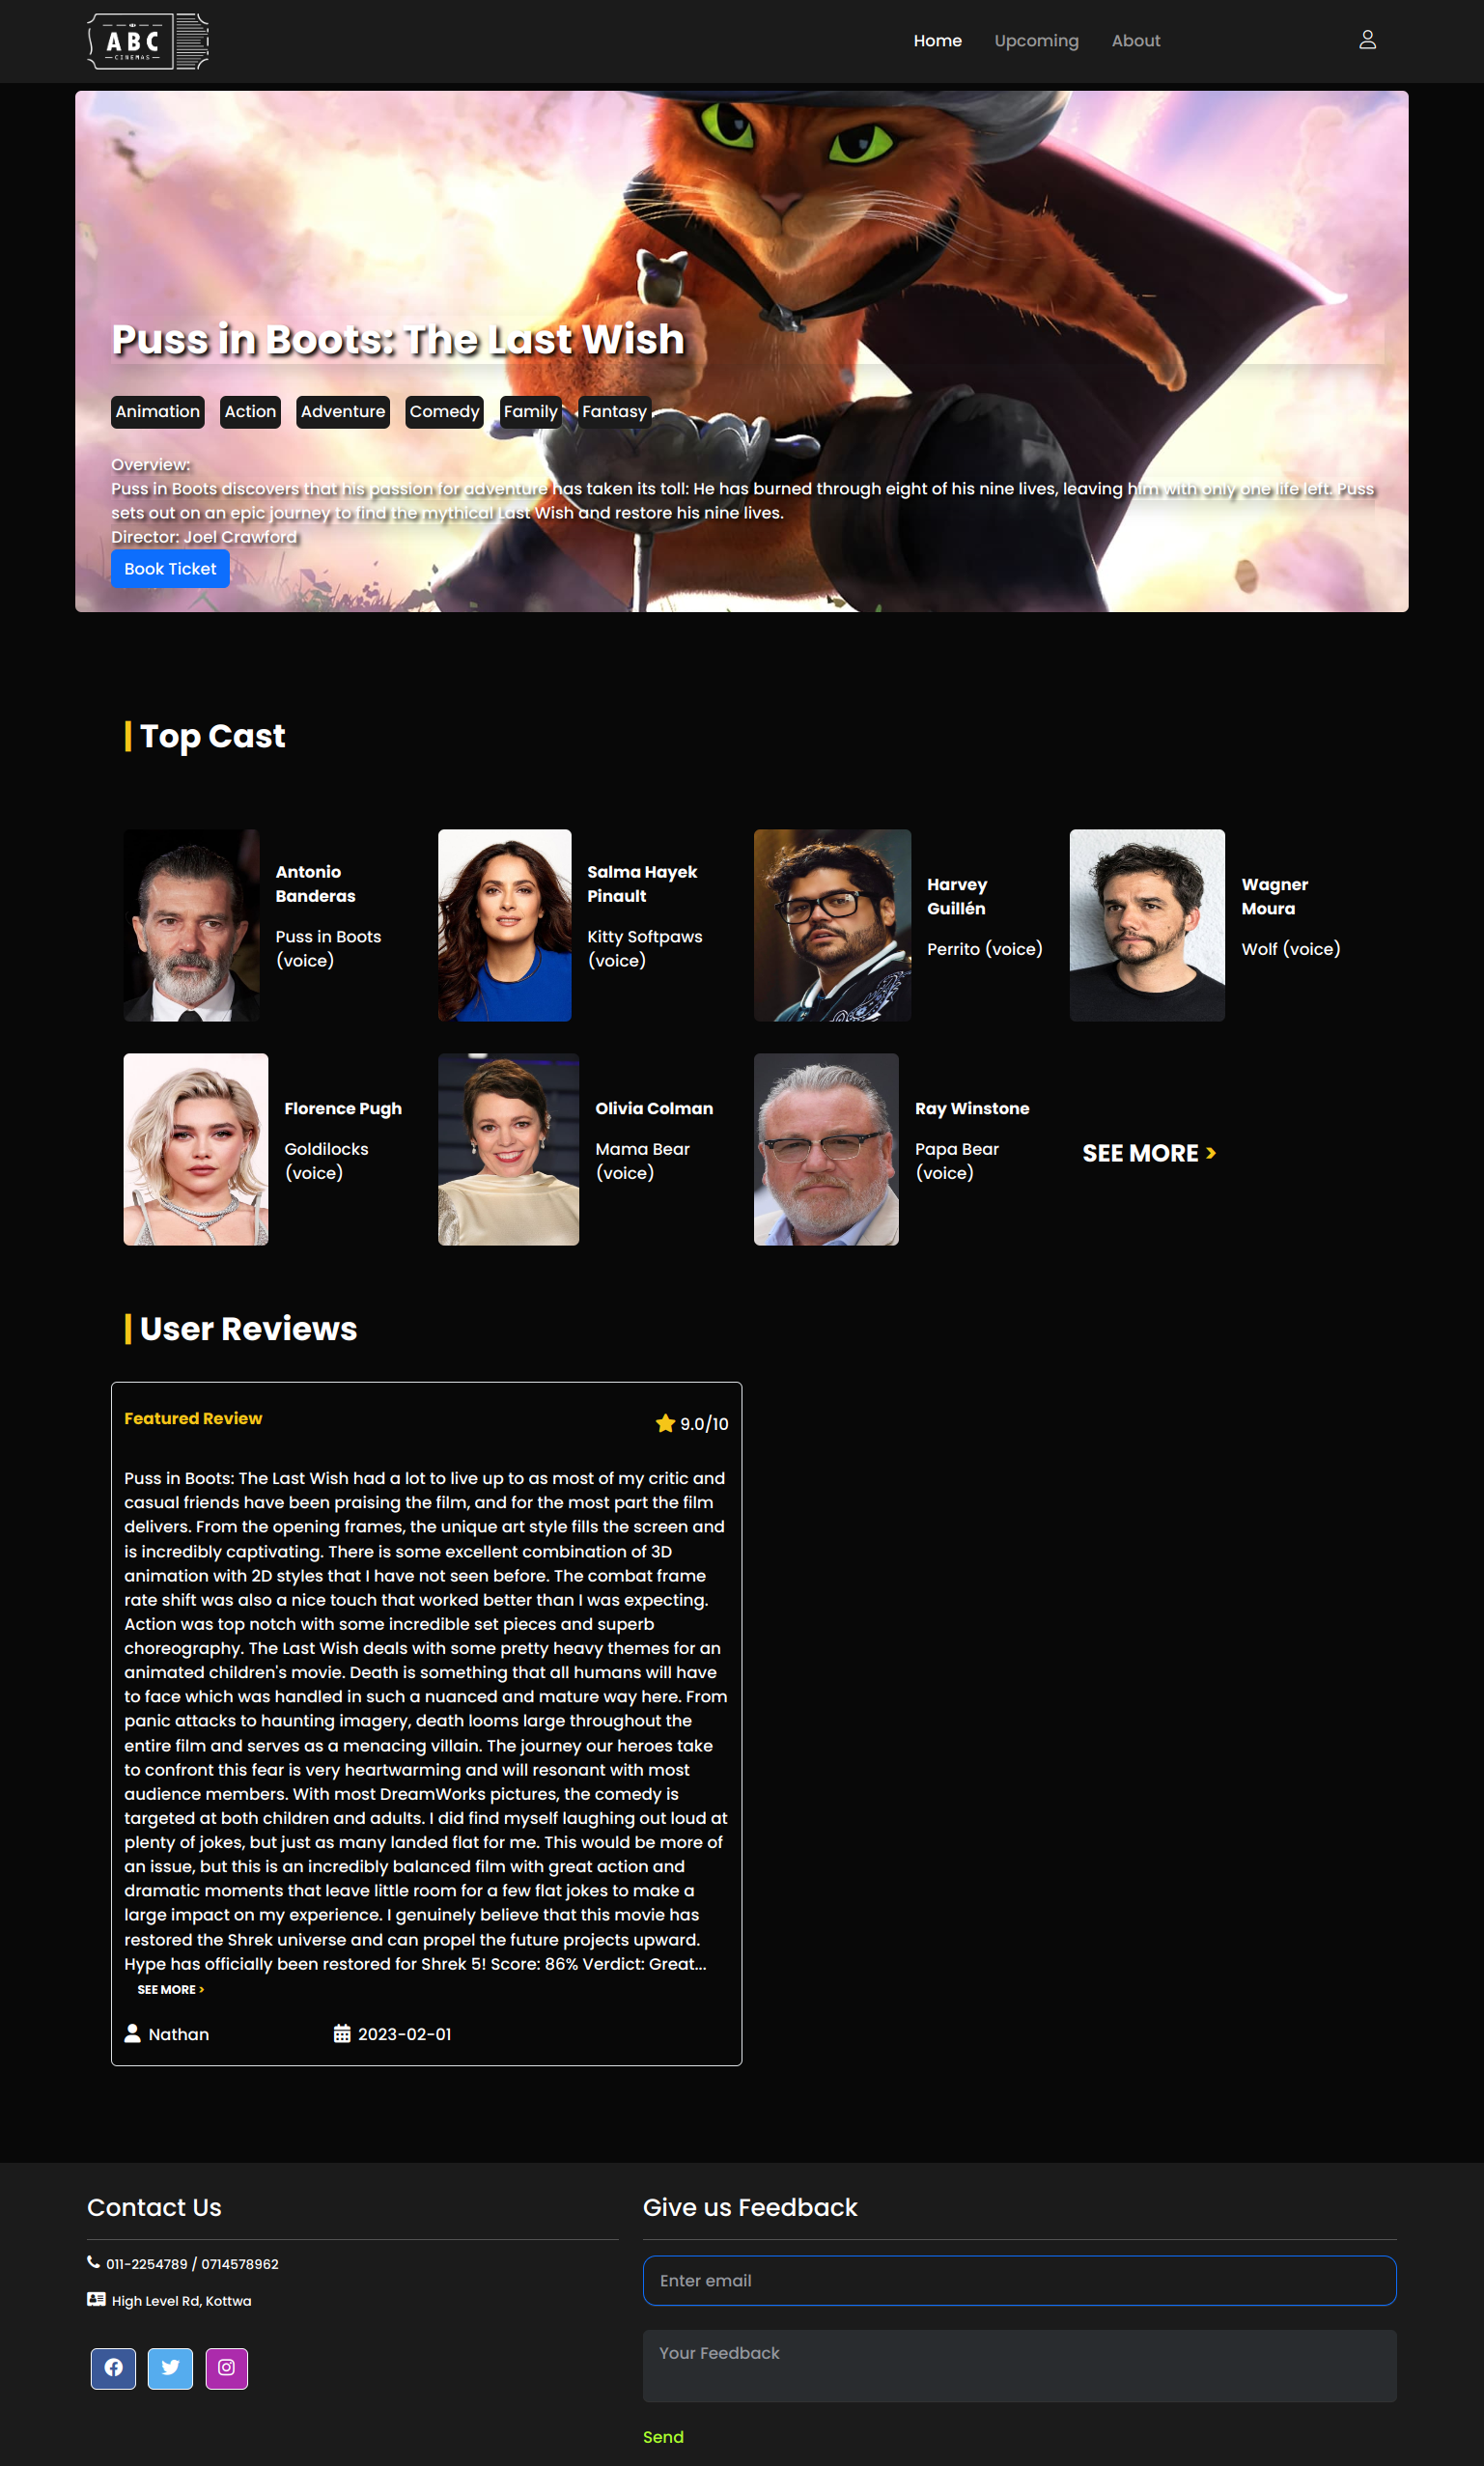 ABC
CINEMAS
Home Upcoming About
Puss in Boots: The Last Wish
Animation Action Adventure Comedy Family Fantasy
Overview:
Puss in Boots discovers that his passion for adventure has taken its toll: He has burned through eight of his nine lives, leaving him with only one life left. Puss
sets out on an epic journey to find the mythical Last Wish and restore his nine lives.
Director: Joel Crawford
Book Ticket
Top Cast
Antonio
Banderas
Puss in Boots
(voice)
Salma Hayek
Pinault
Kitty Softpaws
(voice)
Harvey
Guillén
Perrito (voice)
Wagner
Moura
Wolf (voice)
Florence Pugh
Goldilocks
(voice)
Olivia Colman
Mama Bear
(voice)
Ray Winstone
Papa Bear
(voice)
SEE MORE >
User Reviews
Featured Review
9.0/10
Puss in Boots: The Last Wish had a lot to live up to as most of my critic and
casual friends have been praising the film, and for the most part the film
delivers. From the opening frames, the unique art style fills the screen and
is incredibly captivating. There is some excellent combination of 3D
animation with 2D styles that I have not seen before. The combat frame
rate shift was also a nice touch that worked better than I was expecting.
Action was top notch with some incredible set pieces and superb
choreography. The Last Wish deals with some pretty heavy themes for an
animated children's movie. Death is something that all humans will have
to face which was handled in such a nuanced and mature way here. From
panic attacks to haunting imagery, death looms large throughout the
entire film and serves as a menacing villain. The journey our heroes take
to confront this fear is very heartwarming and will resonant with most
audience members. With most DreamWorks pictures, the comedy is
targeted at both children and adults. I did find myself laughing out loud at
plenty of jokes, but just as many landed flat for me. This would be more of
an issue, but this is an incredibly balanced film with great action and
dramatic moments that leave little room for a few flat jokes to make a
large impact on my experience. I genuinely believe that this movie has
restored the Shrek universe and can propel the future projects upward.
Hype has officially been restored for Shrek 5! Score: 86% Verdict: Great...
SEE MORE >
Nathan 2023-02-01
Contact Us
011-2254789 / 0714578962
High Level Rd, Kottwa
Give us Feedback
Enter email
Your Feedback
Send